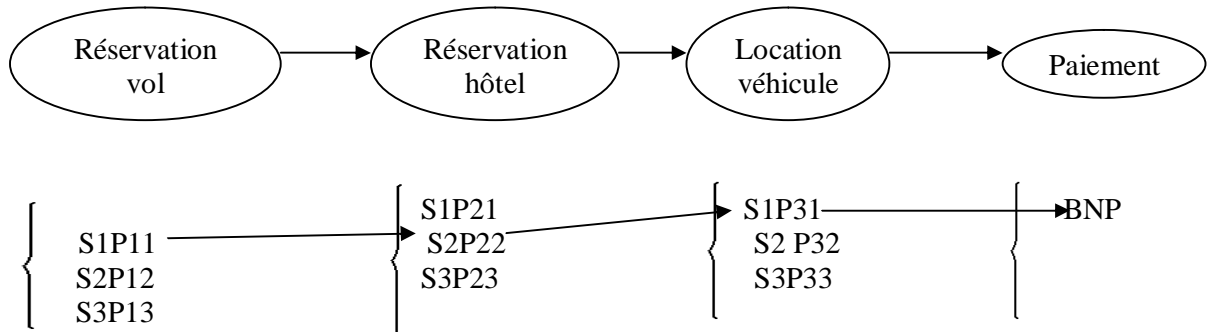 Réservation
vol
Réservation
hôtel
Location
véhicule
Paiement
S1P11
S2P12
S3P13
S1P21
S2P22
S3P23
S1P31
S2 P32
S3P33
BNP